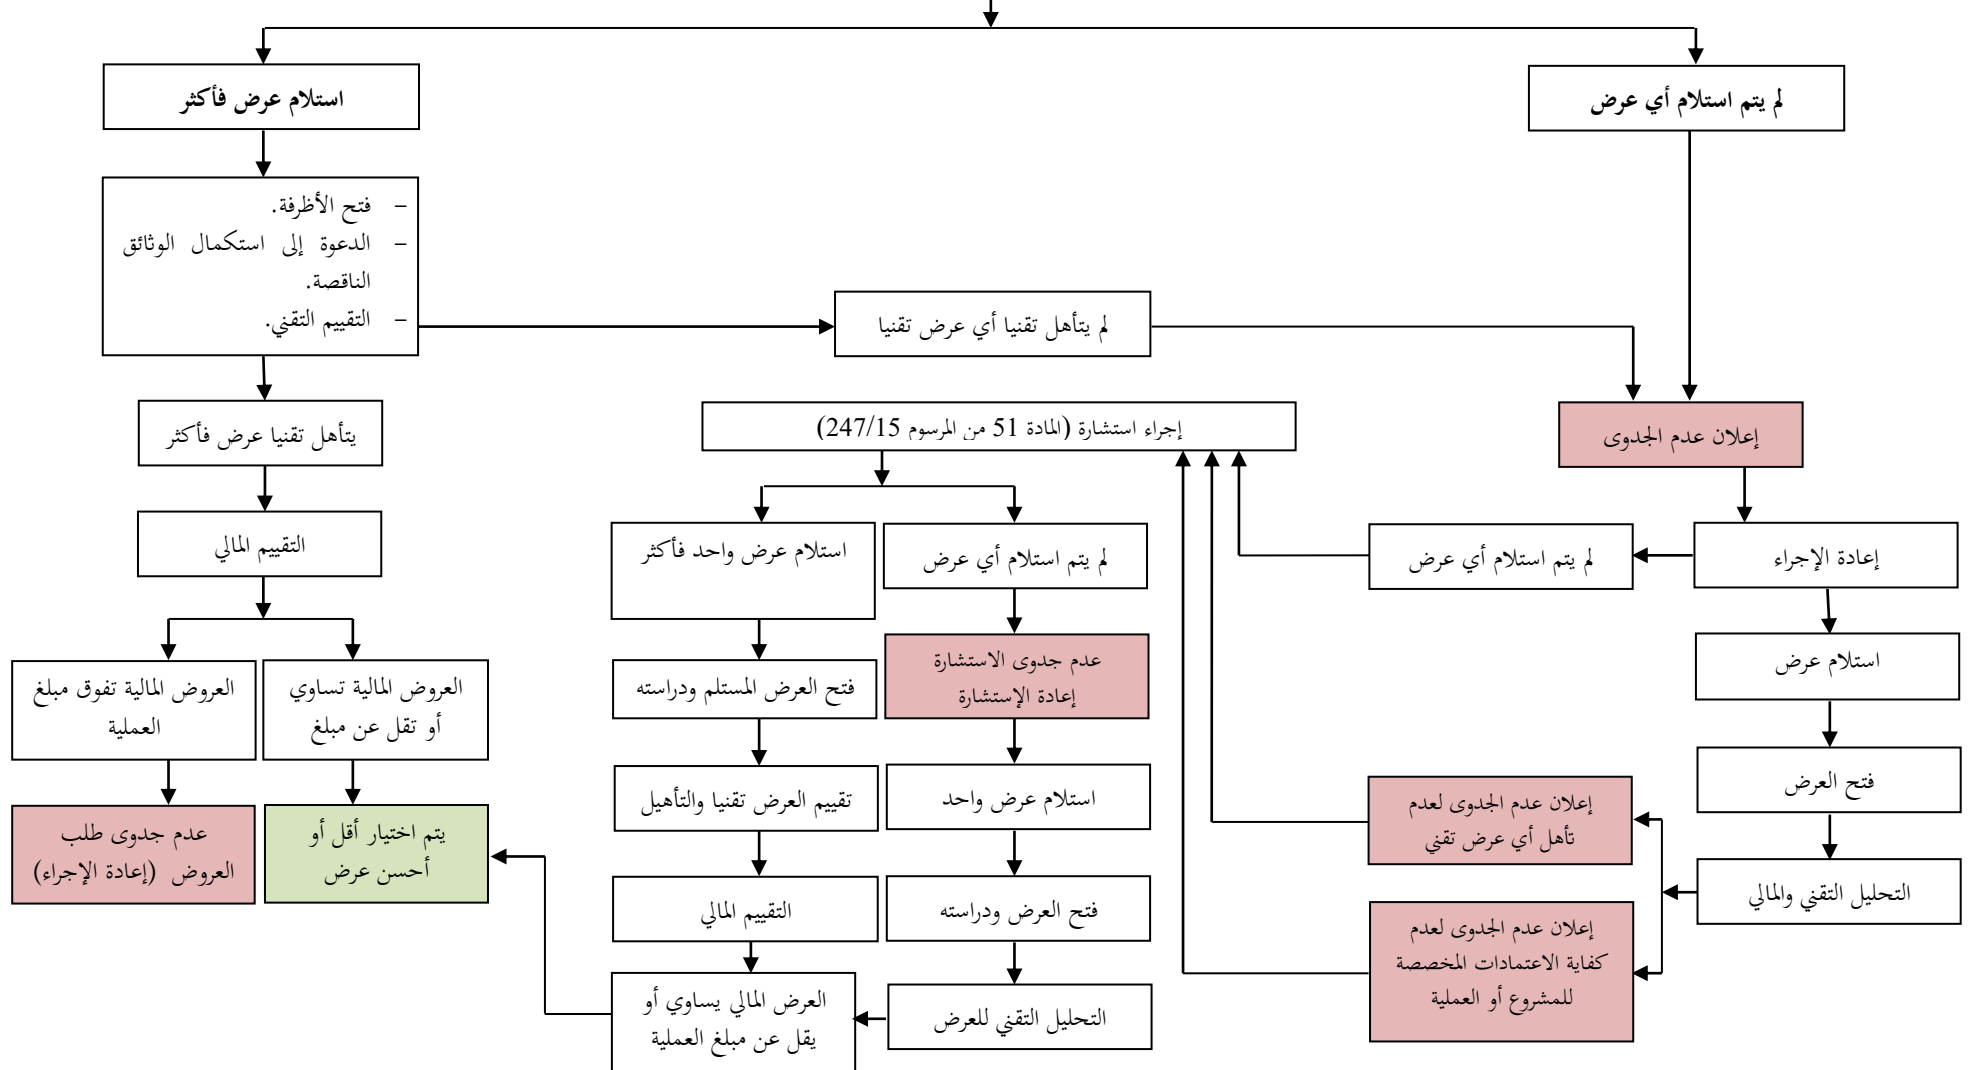 لم يتم استلام أي عرض
استلام عرض فأكثر
– فتح الأظرفة.
– الدعوة إلى استكمال الوثائق
الناقصة.
– التقييم التقني.
لم يتأهل تقنيا أي عرض تقنيا
يتأهل تقنيا عرض فأكثر
إجراء استشارة (المادة 51 من المرسوم 247/15)
إعلان عدم الجدوى
التقييم المالي
إعادة الإجراء
لم يتم استلام أي عرض
لم يتم استلام أي عرض
استلام عرض واحد فأكثر
استلام عرض
عدم جدوى الاستشارة
إعادة الإستشارة
فتح العرض المستلم ودراسته
العروض المالية تساوي
أو تقل عن مبلغ
العروض المالية تفوق مبلغ
العملية
فتح العرض
إعلان عدم الجدوى لعدم
تأهل أي عرض تقني
استلام عرض واحد
تقييم العرض تقنيا والتأهيل
يتم اختيار أقل أو
أحسن عرض
عدم جدوى طلب
العروض (إعادة الإجراء)
التحليل التقني والمالي
إعلان عدم الجدوى لعدم
كفاية الاعتمادات المخصصة
للمشروع أو العملية
فتح العرض ودراسته
التقييم المالي
التحليل التقني للعرض
العرض المالي يساوي أو
يقل عن مبلغ العملية